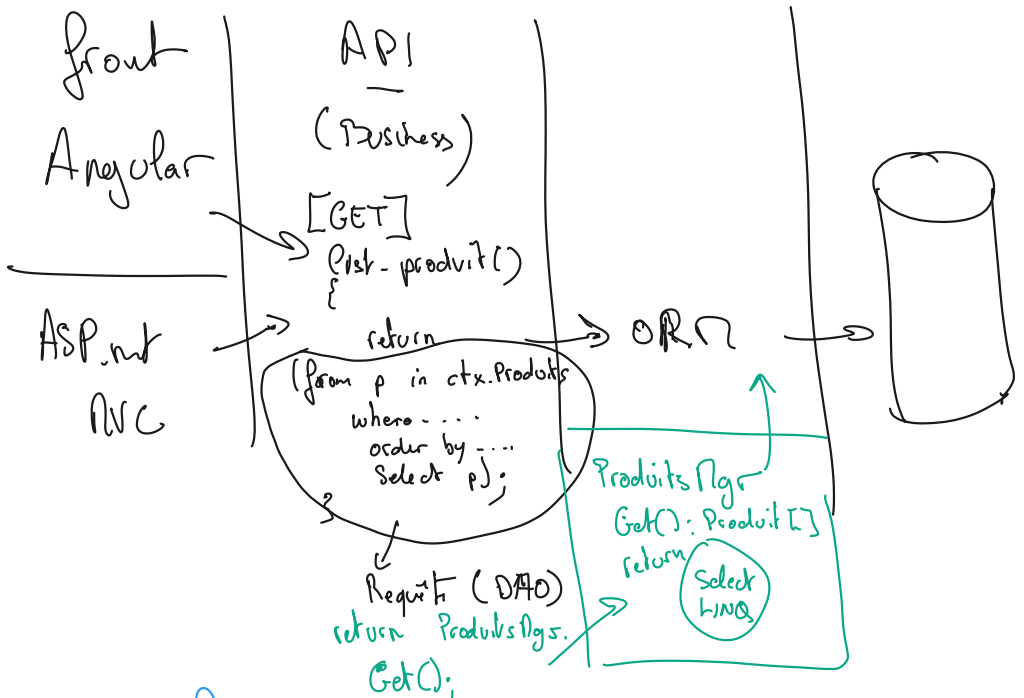 front
Angular
ASP.net
MVC
API
(Business)
[GET]
list_produit()
{
return
(from p in ctx.Produits
where ....
order by ....
Select p);
}
Requête (DAO)
return ProduitsMgr.
Get();
ORM
ProduitsMgr
Get(): Produit[]
return
Select
LINQ